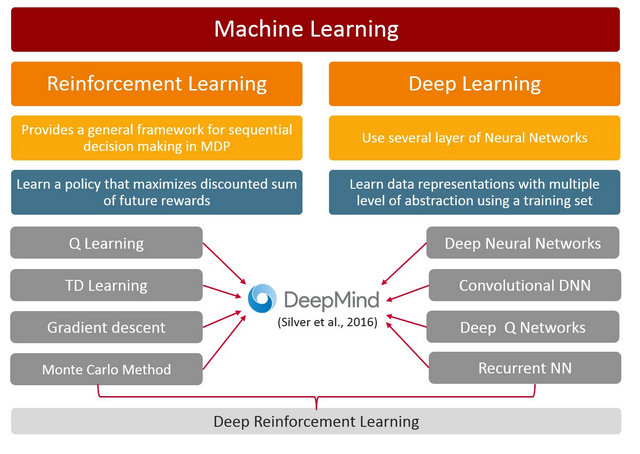 Machine Learning
Reinforcement Learning
Deep Learning
Provides a general framework for sequential
decision making in MDP
Use several layer of Neural Networks
Learn a policy that maximizes discounted sum
of future rewards
Learn data representations with multiple
level of abstraction using a training set
Q Learning
TD Learning
Gradient descent
Monte Carlo Method
DeepMind
(Silver et al., 2016)
Deep Neural Networks
Convolutional DNN
Deep Q Networks
Recurrent NN
Deep Reinforcement Learning